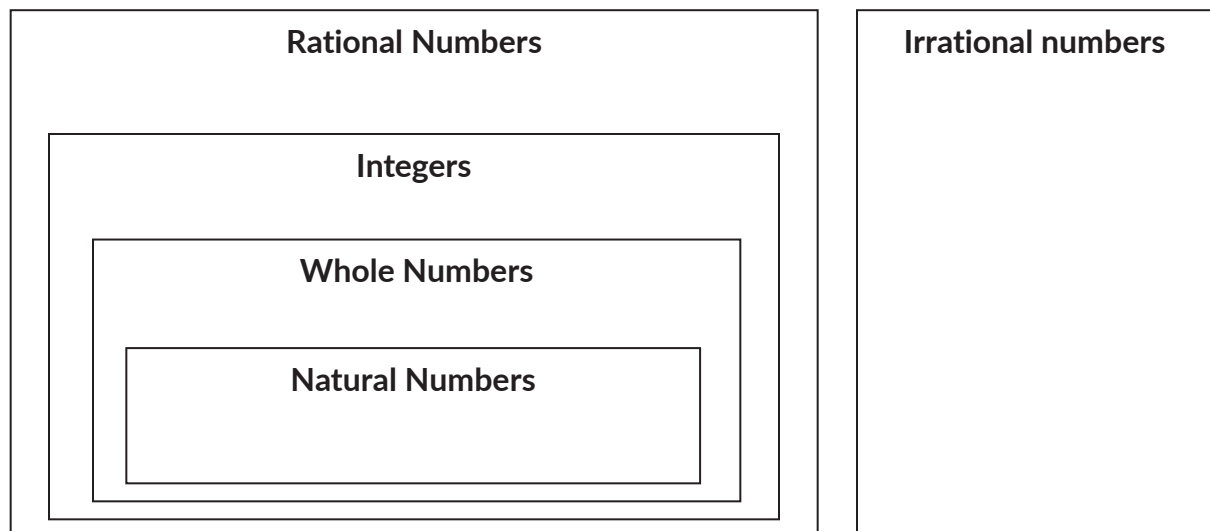 Rational Numbers
Irrational numbers
Integers
Whole Numbers
Natural Numbers